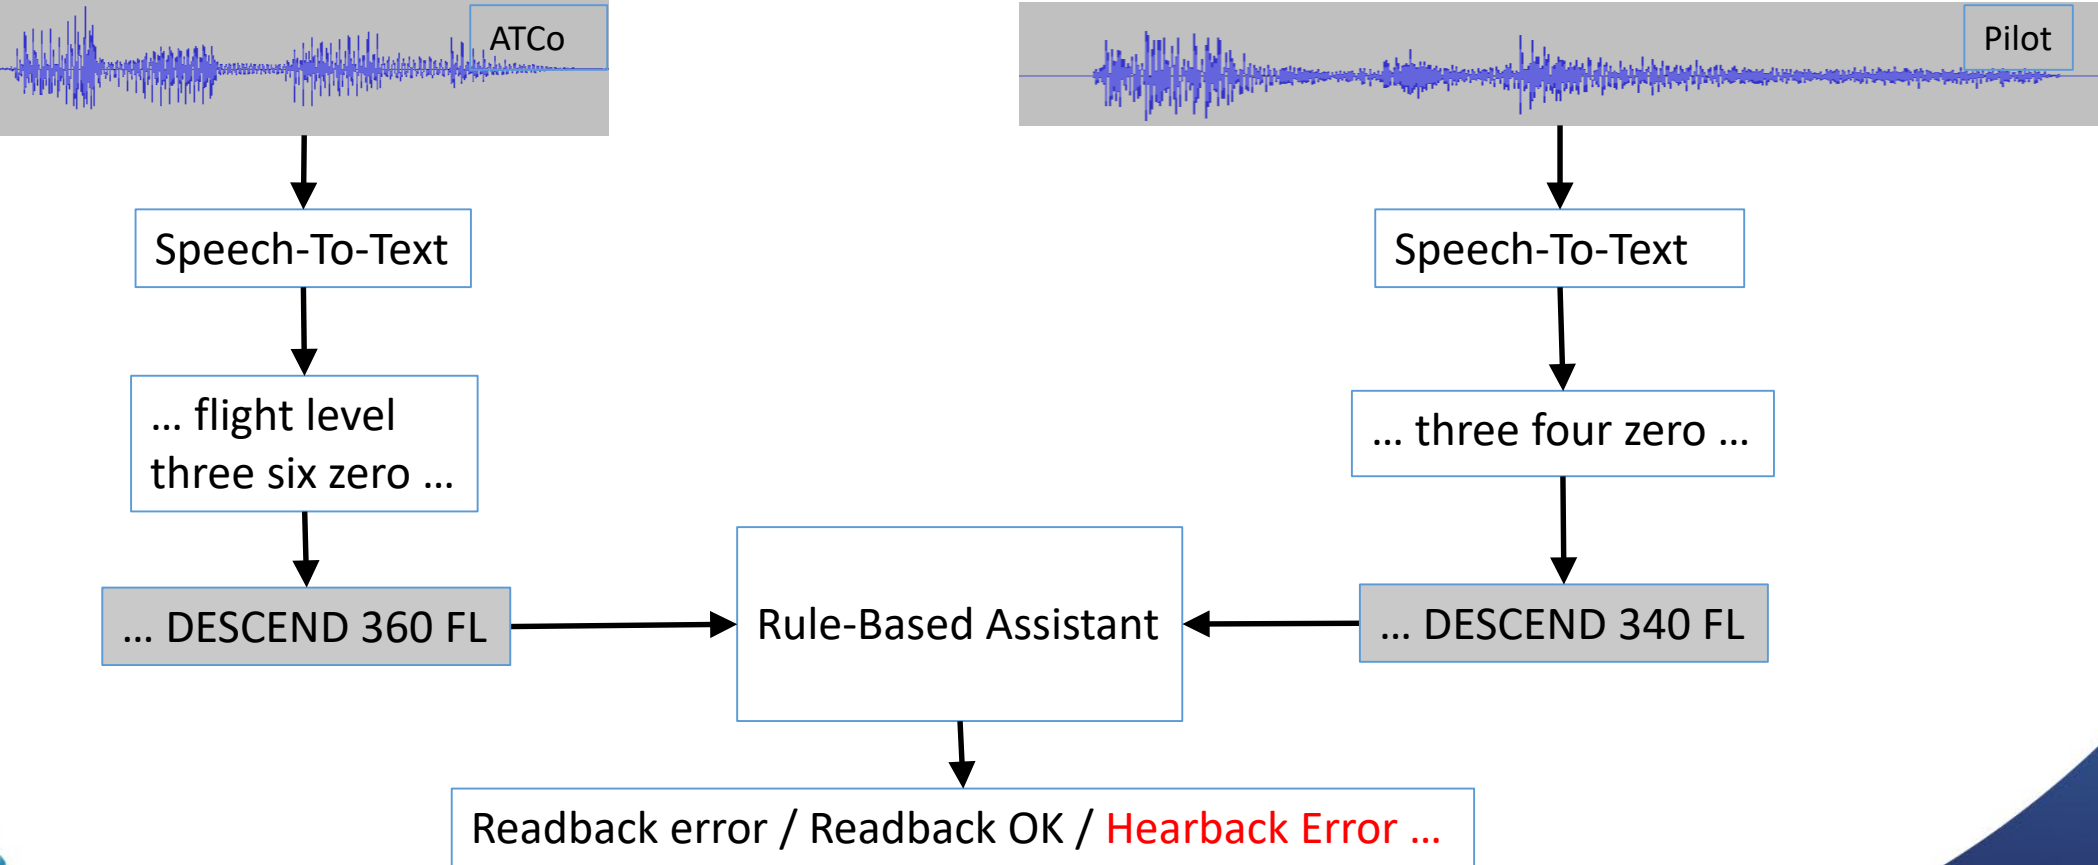 ATCo
Pilot
Speech-To-Text
Speech-To-Text
... flight level
three six zero ...
... three four zero ...
... DESCEND 360 FL
Rule-Based Assistant
... DESCEND 340 FL
Readback error / Readback OK / Hearback Error ...